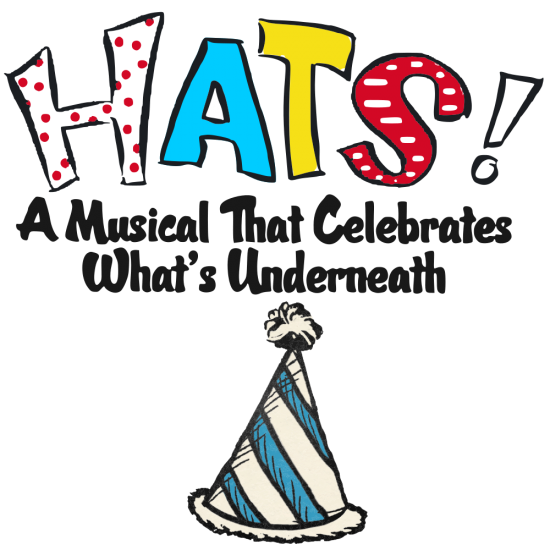 HATS!
A Musical That Celebrates
What's Underneath